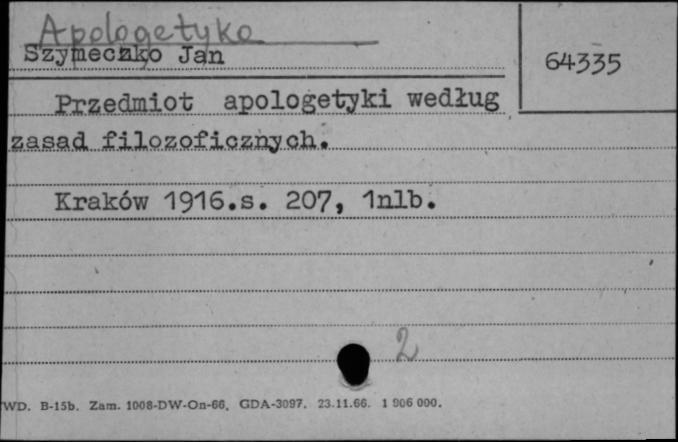 Apologetyka
Szymeczko Jan
64335
Przedmiot apologetyki według
zasad filozoficznych.
Kraków 1916.s. 207, 1nlb.
2
WD. B-15b. Zam. 1008-DW-On-66. GDA-3097. 23.11.66. 1 906 000.